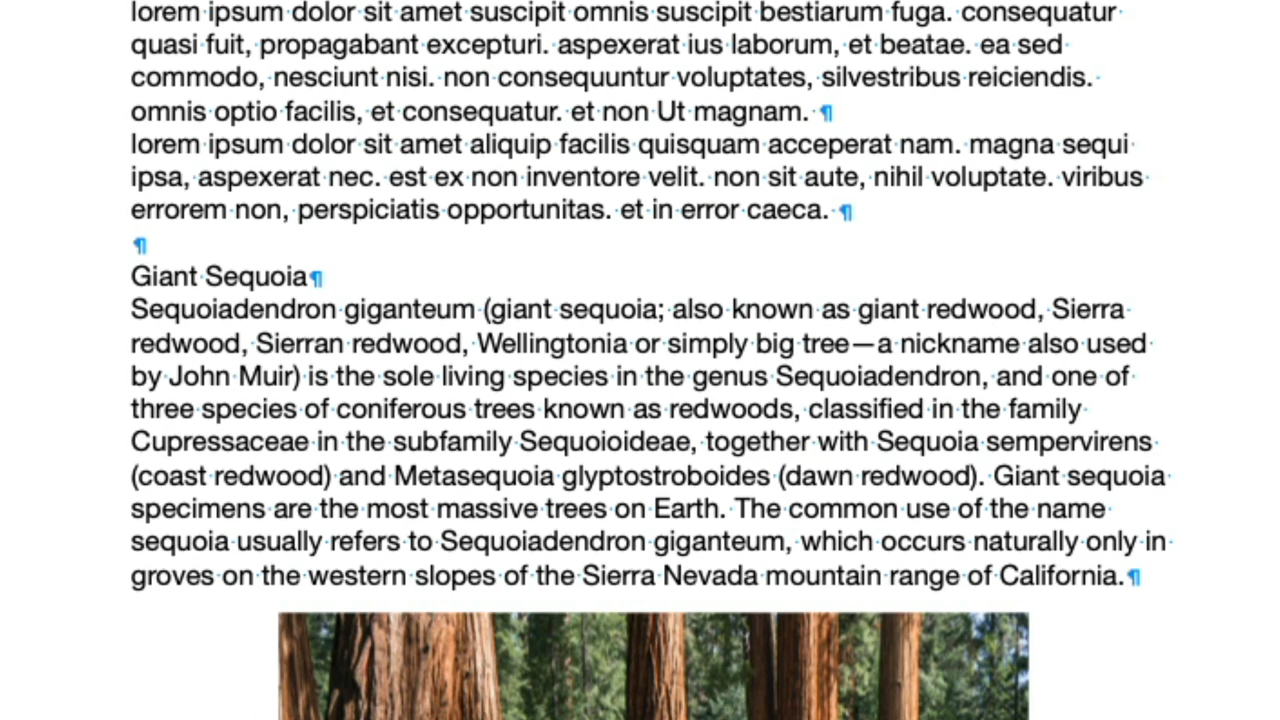 lorem ipsum dolor sit amet suscipit omnis suscipit bestiarum fuga. consequatur
quasi fuit, propagabant excepturi. aspexerat ius laborum, et beatae. ea sed
commodo, nesciunt nisi. non consequuntur voluptates, silvestribus reiciendis.
omnis optio facilis, et consequatur. et non Ut magnam. ¶
lorem ipsum dolor sit amet aliquip facilis quisquam acceperat nam. magna sequi
ipsa, aspexerat nec. est ex non inventore velit. non sit aute, nihil voluptate. viribus
errorem non, perspiciatis opportunitas. et in error caeca. ¶
¶
Giant Sequoia¶
Sequoiadendron giganteum (giant sequoia; also known as giant redwood, Sierra
redwood, Sierran redwood, Wellingtonia or simply big tree—a nickname also used
by John Muir) is the sole living species in the genus Sequoiadendron, and one of
three species of coniferous trees known as redwoods, classified in the family
Cupressaceae in the subfamily Sequoioideae, together with Sequoia sempervirens
(coast redwood) and Metasequoia glyptostroboides (dawn redwood). Giant sequoia
specimens are the most massive trees on Earth. The common use of the name
sequoia usually refers to Sequoiadendron giganteum, which occurs naturally only in
groves on the western slopes of the Sierra Nevada mountain range of California.¶